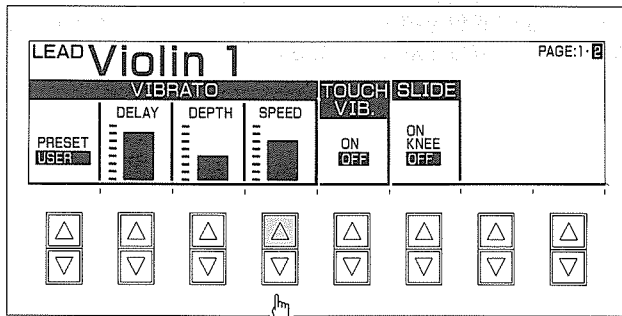 LEAD Violin 1 PAGE:1·2
VIBRATO TOUCH VIB. SLIDE
DELAY DEPTH SPEED
PRESET
USER
ON
OFF
ON
KNEE
OFF